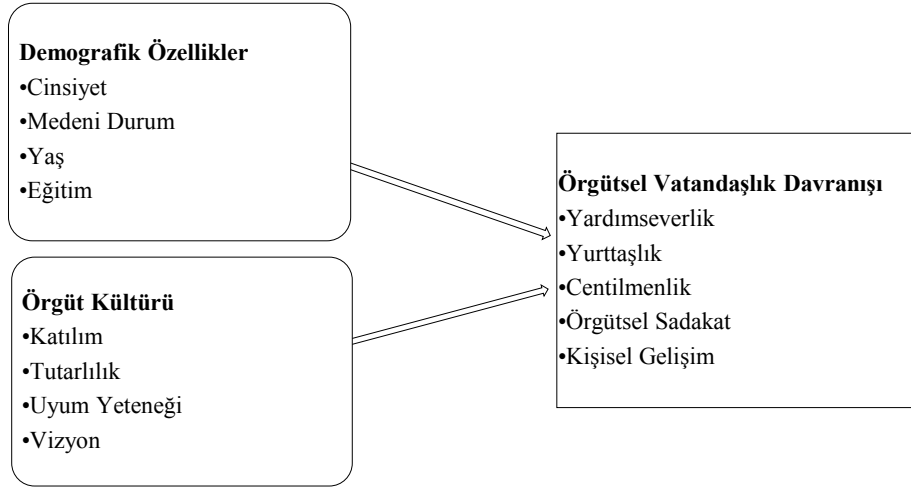 Demografik Özellikler
•Cinsiyet
•Medeni Durum
•Yaş
•Eğitim
Örgüt Kültürü
•Katılım
•Tutarlılık
•Uyum Yeteneği
•Vizyon
Örgütsel Vatandaşlık Davranışı
•Yardımseverlik
•Yurttaşlık
•Centilmenlik
•Örgütsel Sadakat
•Kişisel Gelişim